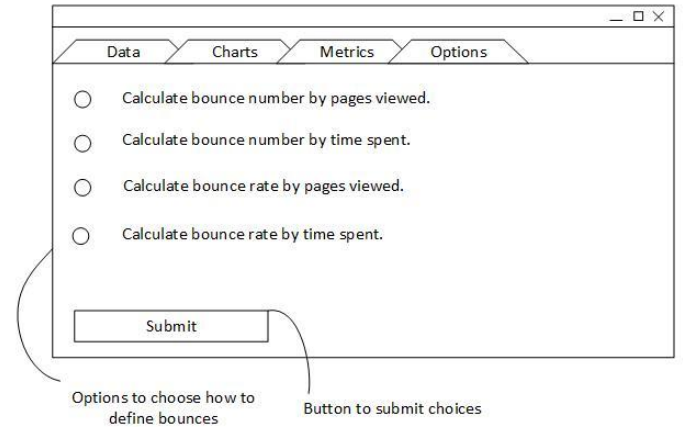 Data Charts Metrics Options
Calculate bounce number by pages viewed.
Calculate bounce number by time spent.
Calculate bounce rate by pages viewed.
Calculate bounce rate by time spent.
Submit
Options to choose how to
define bounces
Button to submit choices